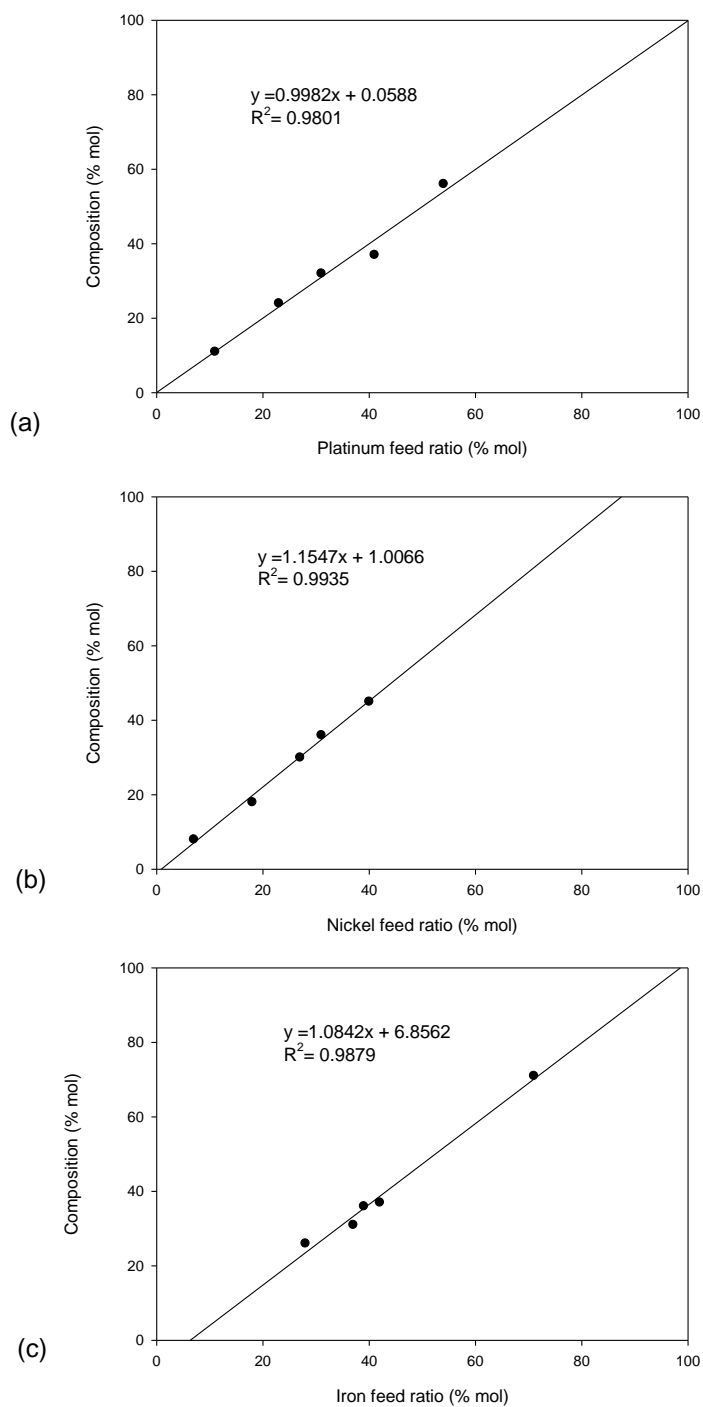 100
80
y =0.9982x + 0.0588
R²= 0.9801
60
Composition (% mol)
40
20
0
0 20 40 60 80 100
(a)
Platinum feed ratio (% mol)
100
y =1.1547x + 1.0066
R²= 0.9935
80
60
Composition (% mol)
40
20
0
(b)
0 20 40 60 80 100
Nickel feed ratio (% mol)
100
y =1.0842x + 6.8562
R²= 0.9879
80
60
Composition (% mol)
40
20
0
(c)
0 20 40 60 80 100
Iron feed ratio (% mol)